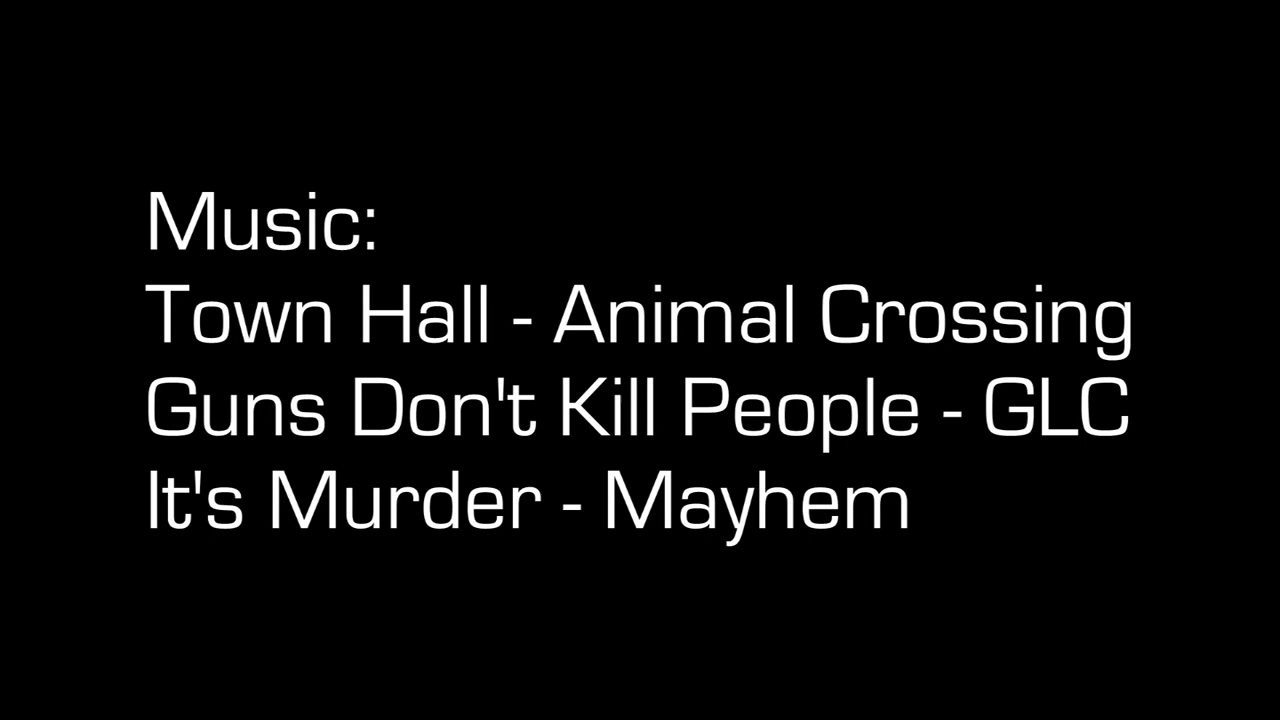 Music:
Town Hall - Animal Crossing
Guns Don't Kill People - GLC
It's Murder - Mayhem